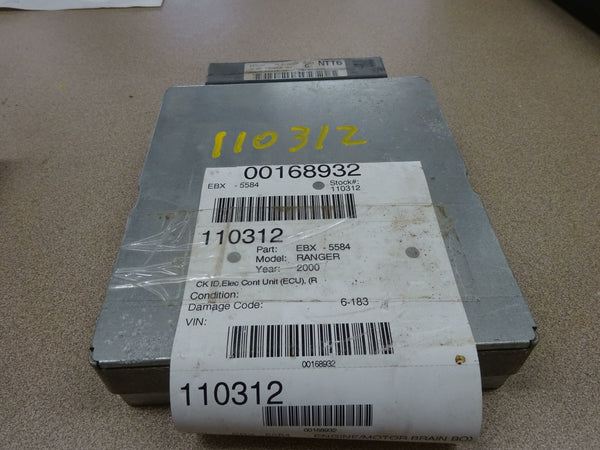 NTT6
110312
00168932
EBX - 5584 Stock#:
110312
110312
Part: EBX - 5584
Model: RANGER
Year: 2000
CK ID,Elec Cont Unit (ECU), (R
Condition:
Damage Code: 6-183
VIN:
00168932
110312
00168932
ENGINE/MOTOR BRAIN BOX